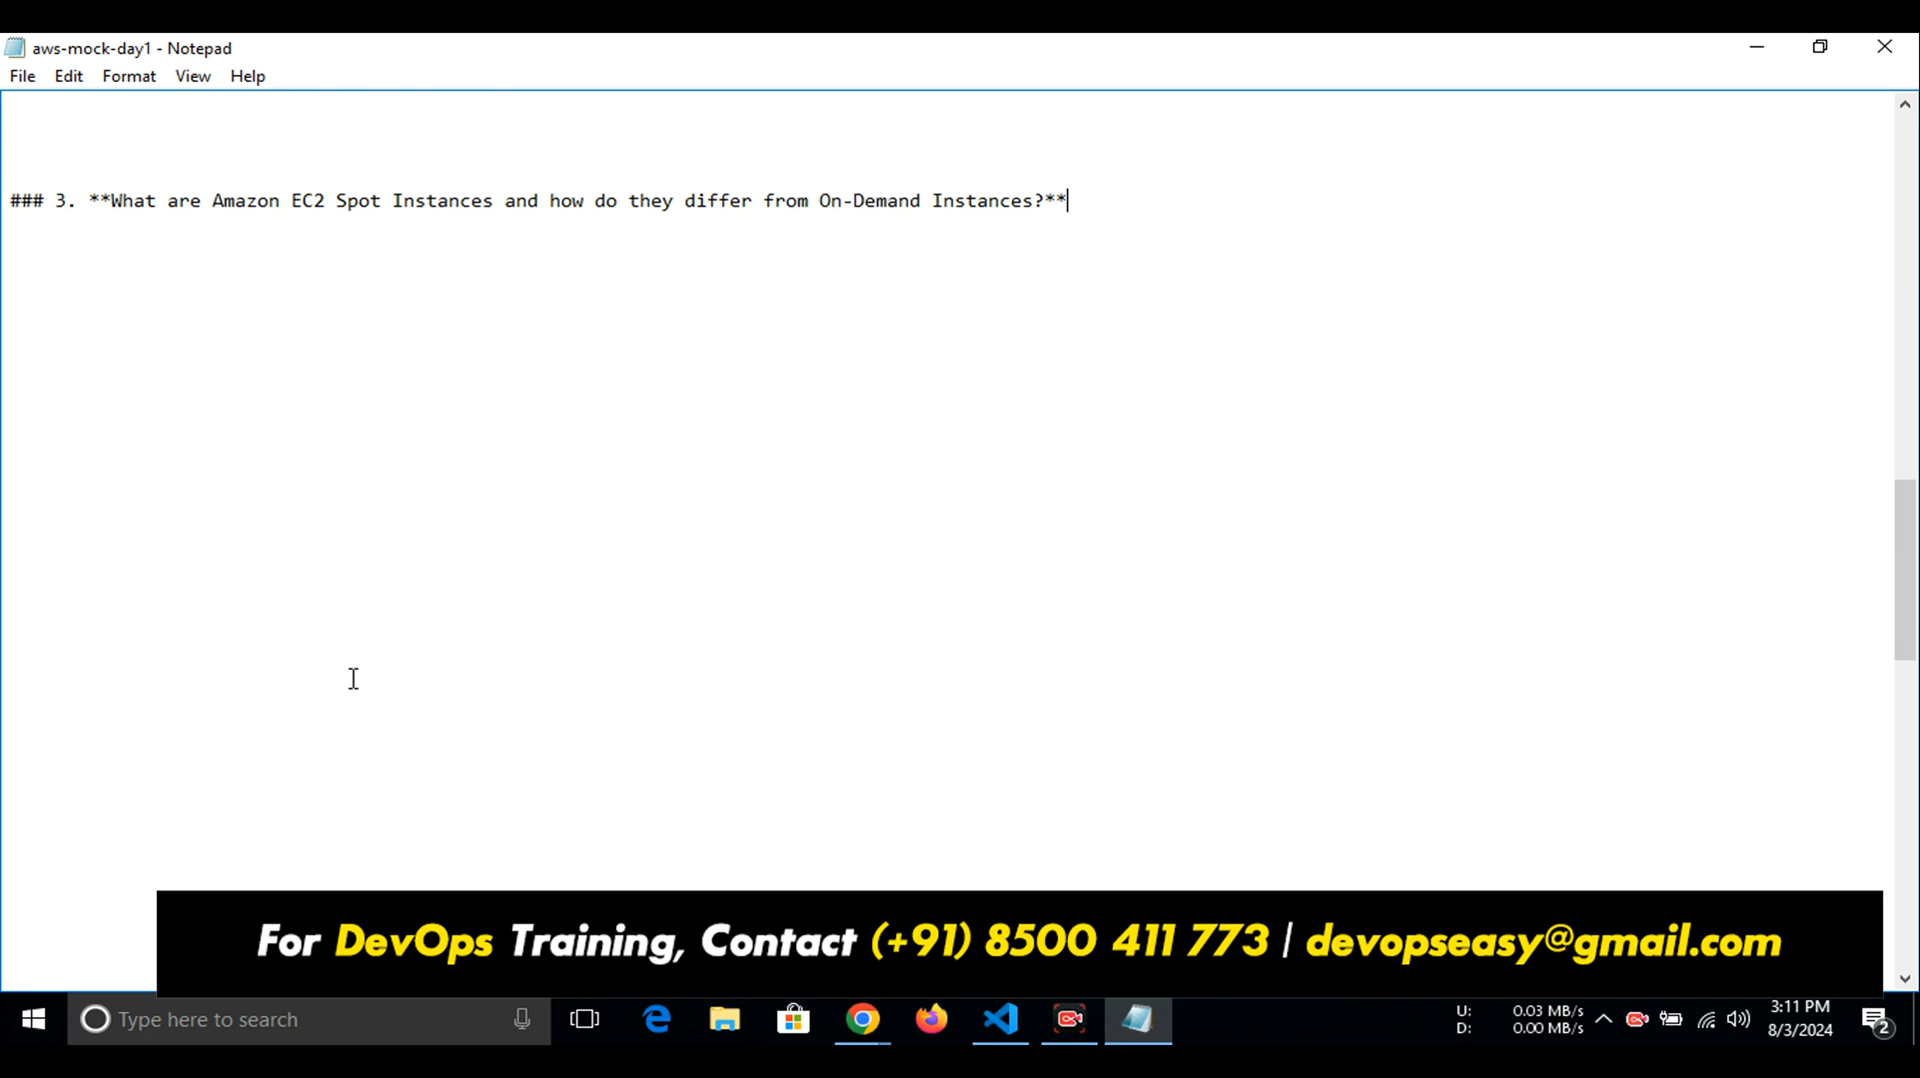 aws-mock-day1 - Notepad
File Edit Format View Help
### 3. **What are Amazon EC2 Spot Instances and how do they differ from On-Demand Instances?**
For DevOps Training, Contact (+91) 8500 411 773 | devopseasy@gmail.com
Type here to search
U: 0.03 MB/s
D: 0.00 MB/s
3:11 PM
8/3/2024
2